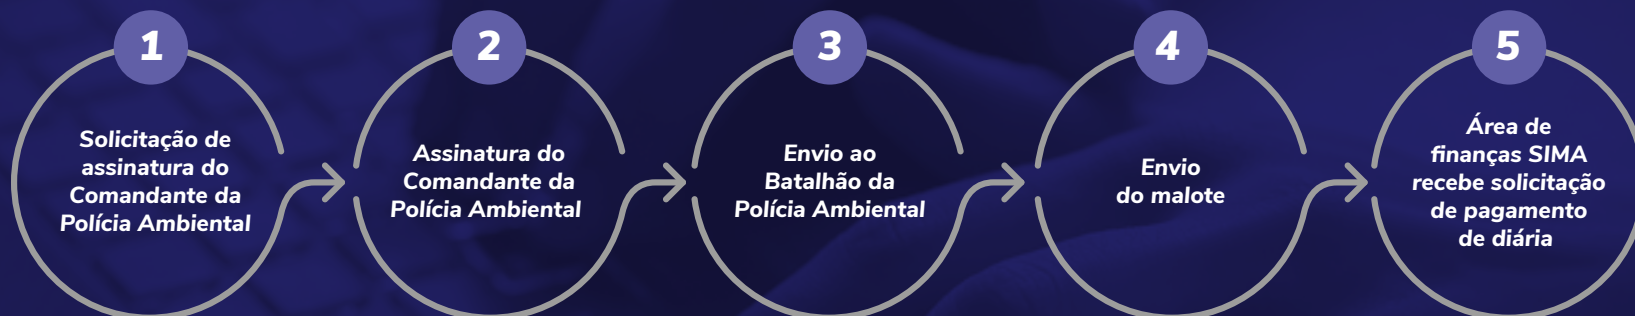 1
Solicitação de
assinatura do
Comandante da
Polícia Ambiental
2
Assinatura do
Comandante da
Polícia Ambiental
3
Envio ao
Batalhão da
Polícia Ambiental
4
Envio
do malote
5
Área de
finanças SIMA
recebe solicitação
de pagamento
de diária